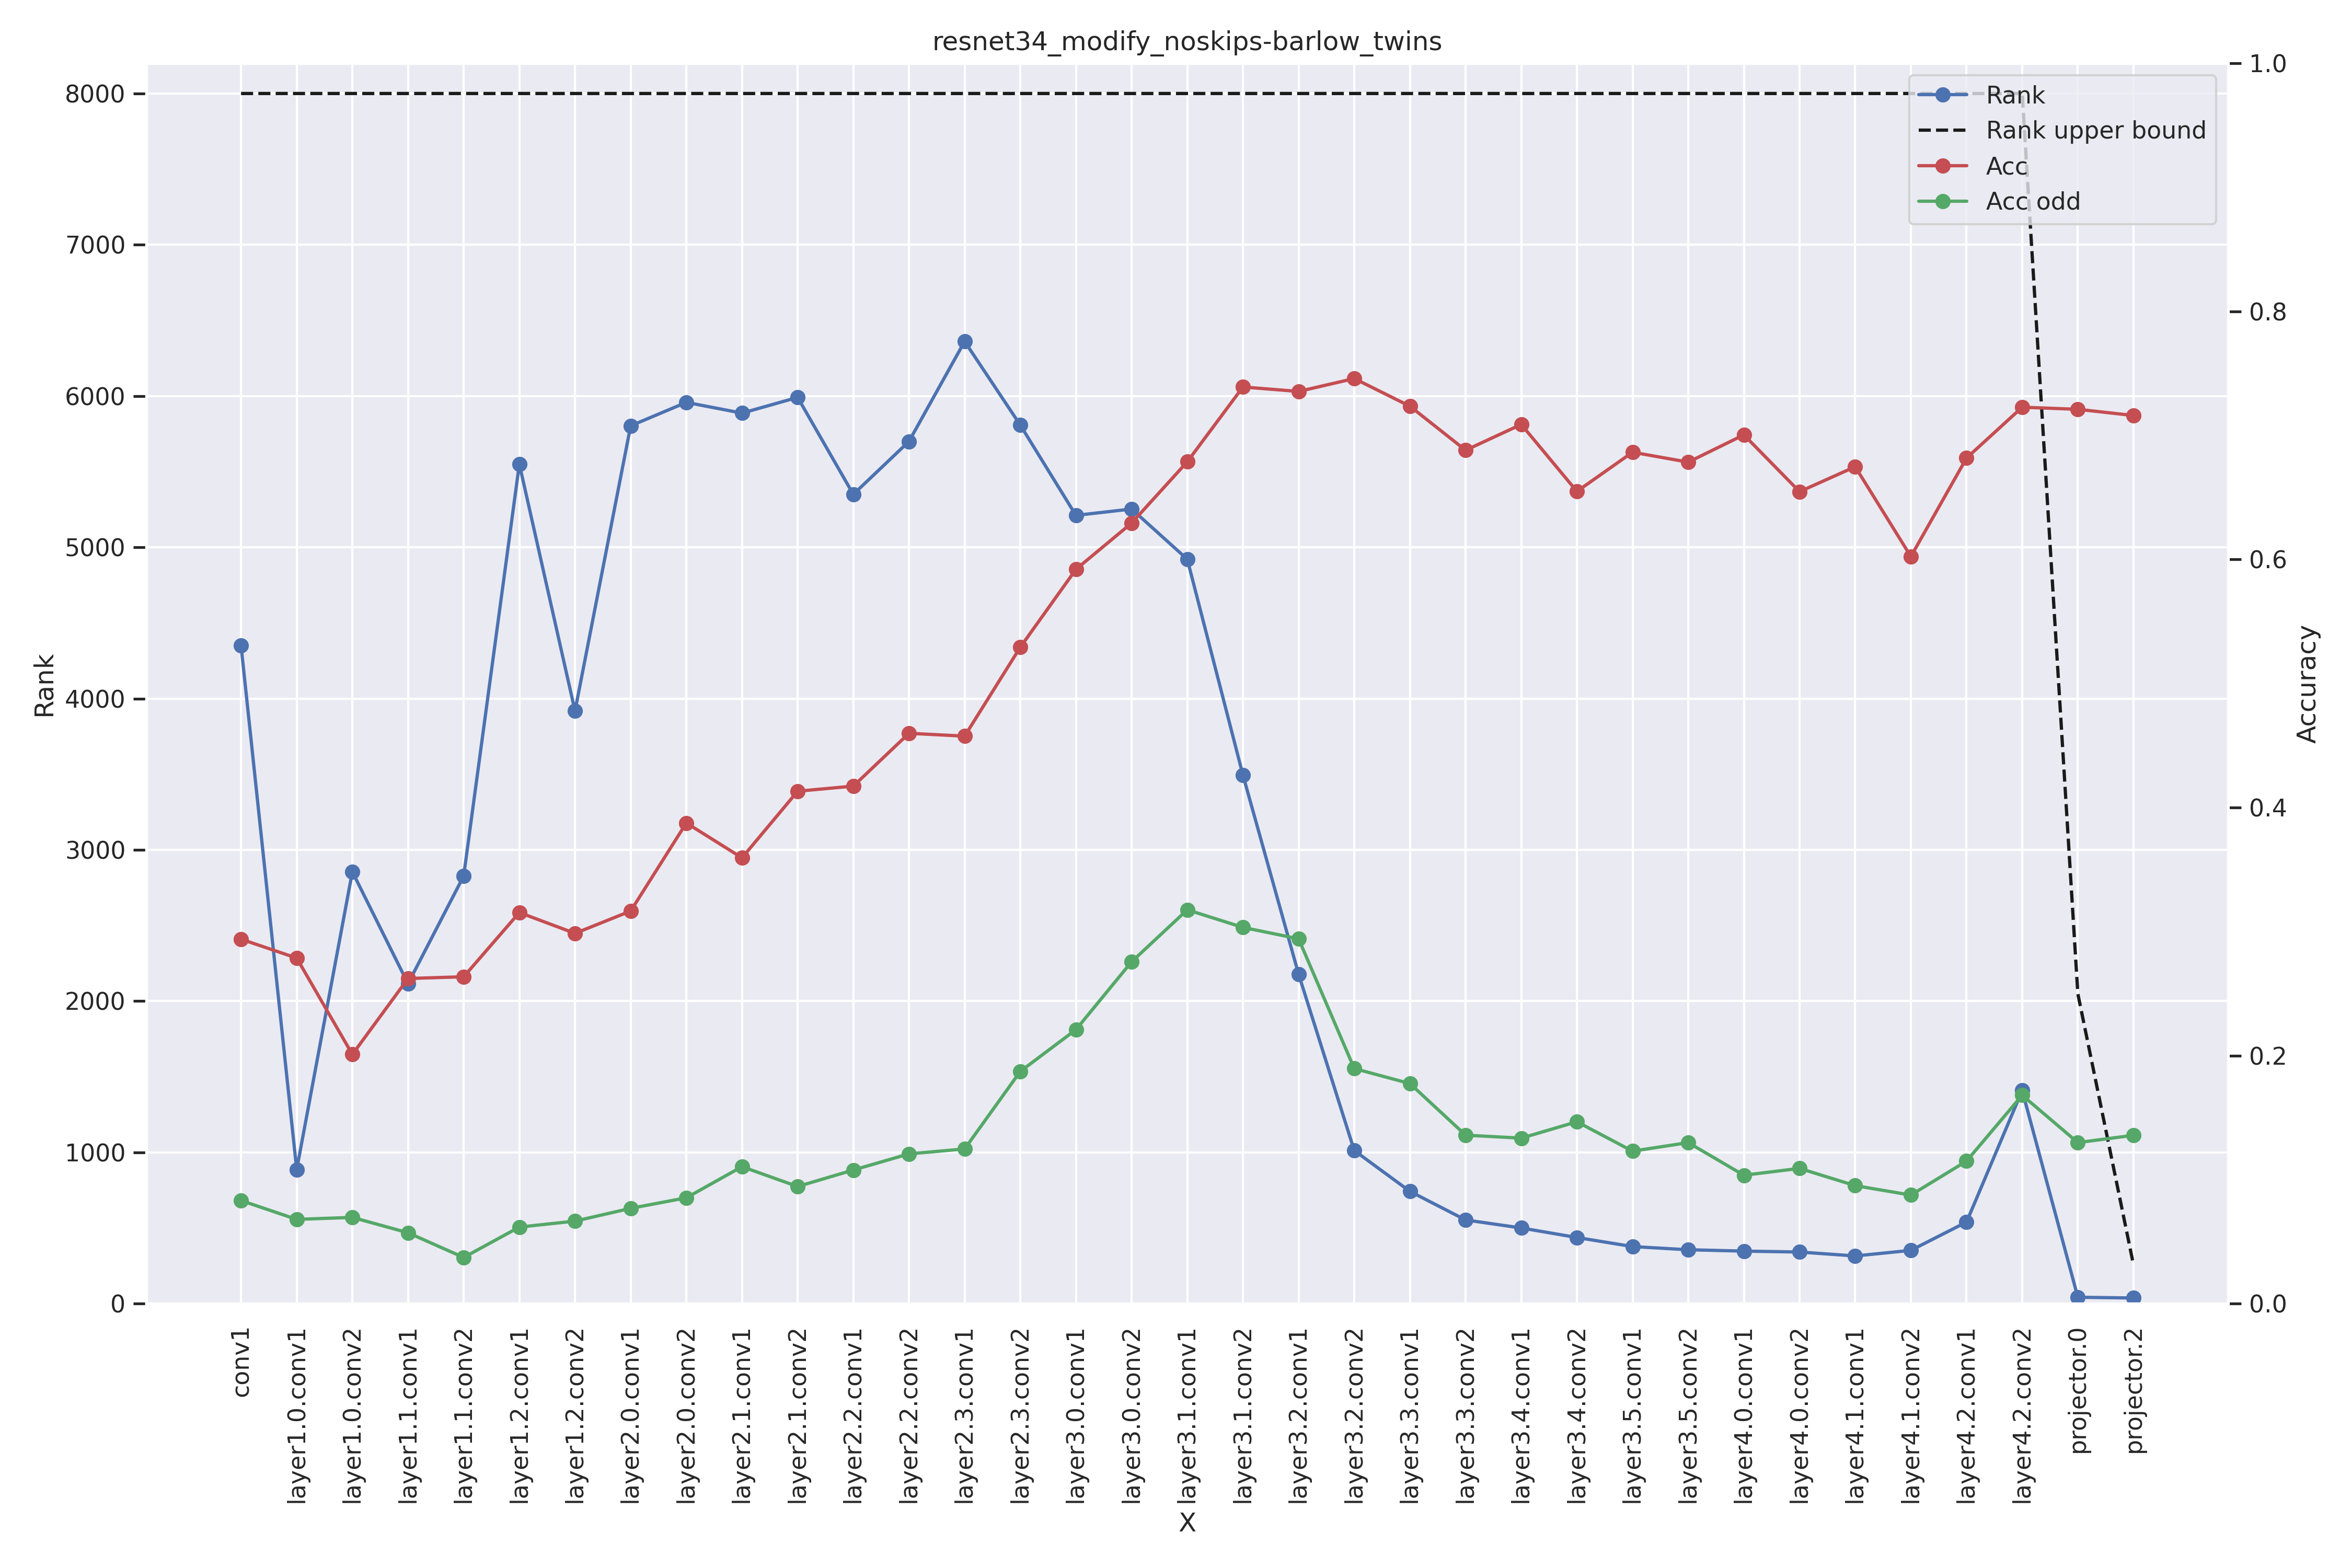 resnet34_modify_noskips-barlow_twins
8000
7000
6000
5000
4000
3000
2000
1000
0
Rank
1.0
0.8
0.6
0.4
0.2
0.0
Accuracy
Rank
Rank upper bound
Acc
Acc odd
conv1
layer1.0.conv1
layer1.0.conv2
layer1.1.conv1
layer1.1.conv2
layer1.2.conv1
layer1.2.conv2
layer2.0.conv1
layer2.0.conv2
layer2.1.conv1
layer2.1.conv2
layer2.2.conv1
layer2.2.conv2
layer2.3.conv1
layer2.3.conv2
layer3.0.conv1
layer3.0.conv2
layer3.1.conv1
layer3.1.conv2
layer3.2.conv1
layer3.2.conv2
layer3.3.conv1
layer3.3.conv2
layer3.4.conv1
layer3.4.conv2
layer3.5.conv1
layer3.5.conv2
layer4.0.conv1
layer4.0.conv2
layer4.1.conv1
layer4.1.conv2
layer4.2.conv1
layer4.2.conv2
projector.0
projector.2
X